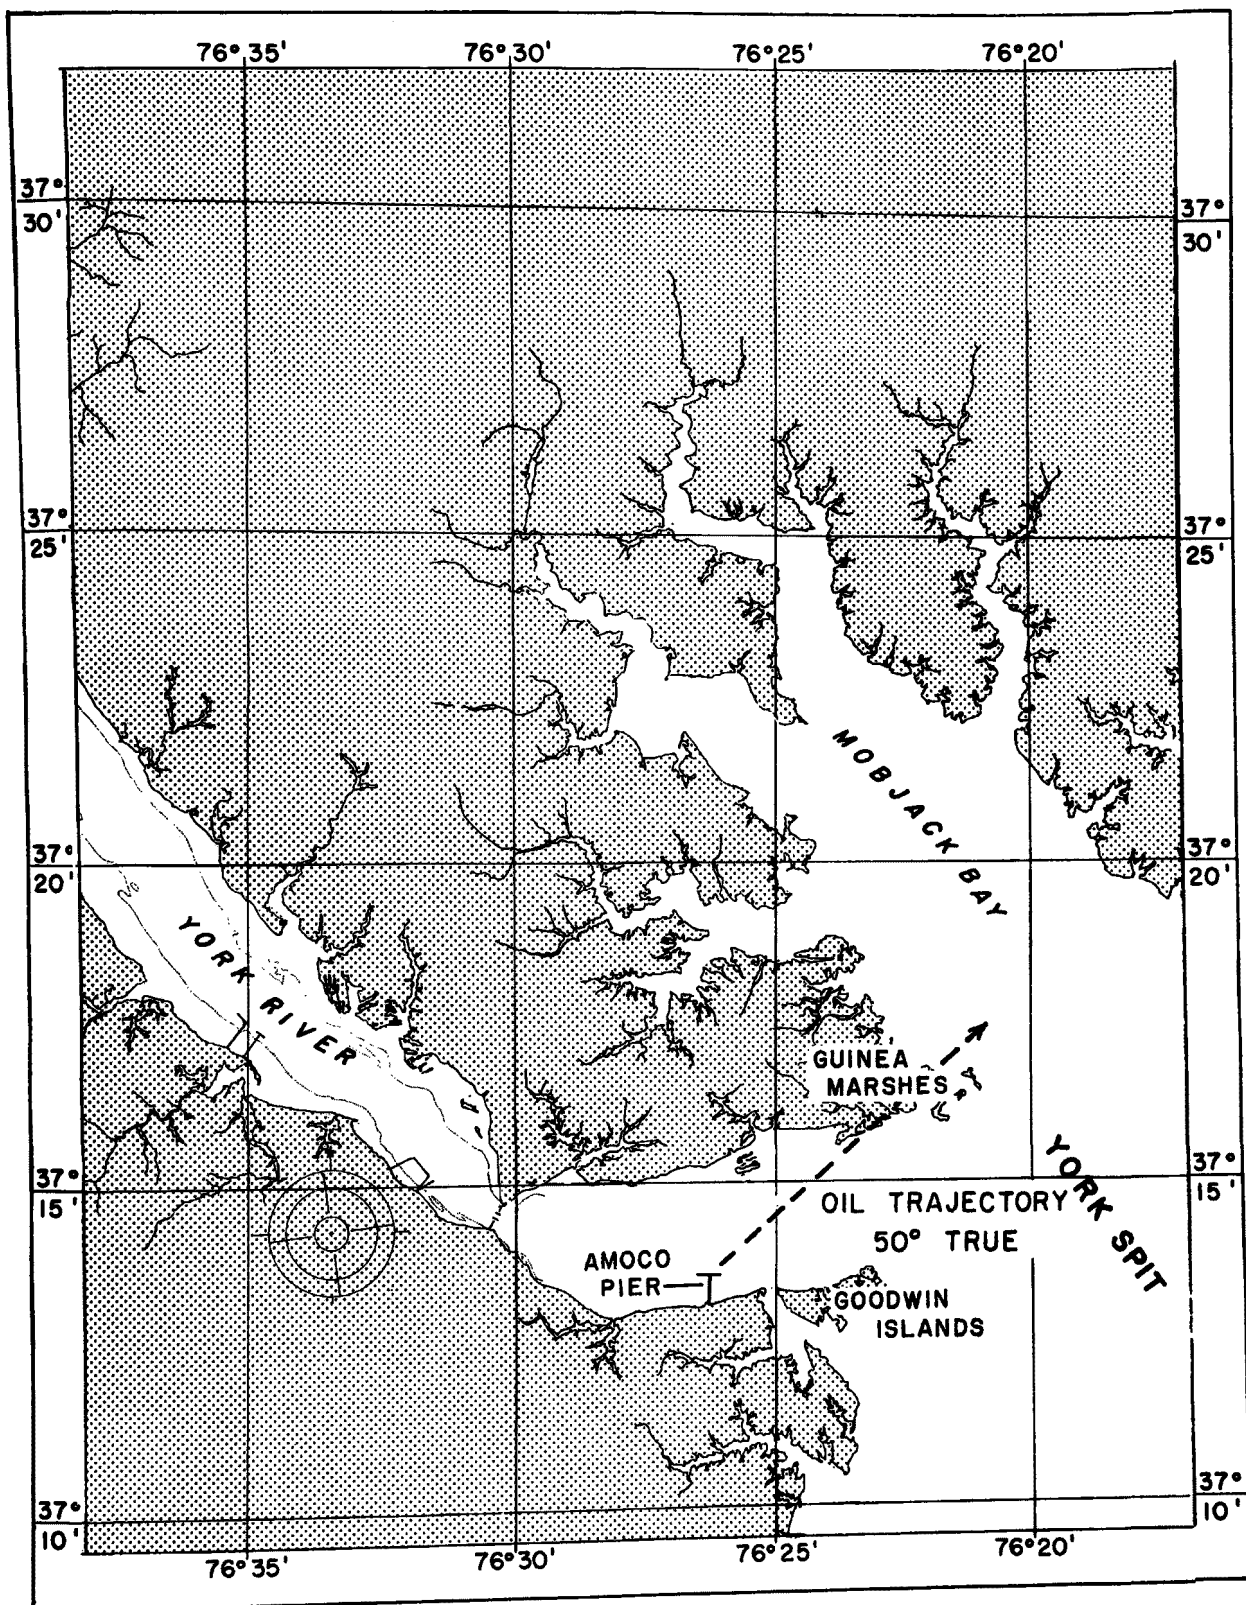 76°35' 76°30' 76°25' 76°20'
37°
30'
37°
30'
37°
25'
37°
25'
MOBJACK BAY
37°
20'
37°
20'
YORK RIVER
GUINEA
MARSHES
37°
15'
37°
15'
OIL TRAJECTORY
50° TRUE
YORK SPIT
AMOCO
PIER
GOODWIN
ISLANDS
37°
10'
37°
10'
76°35' 76°30' 76°25' 76°20'